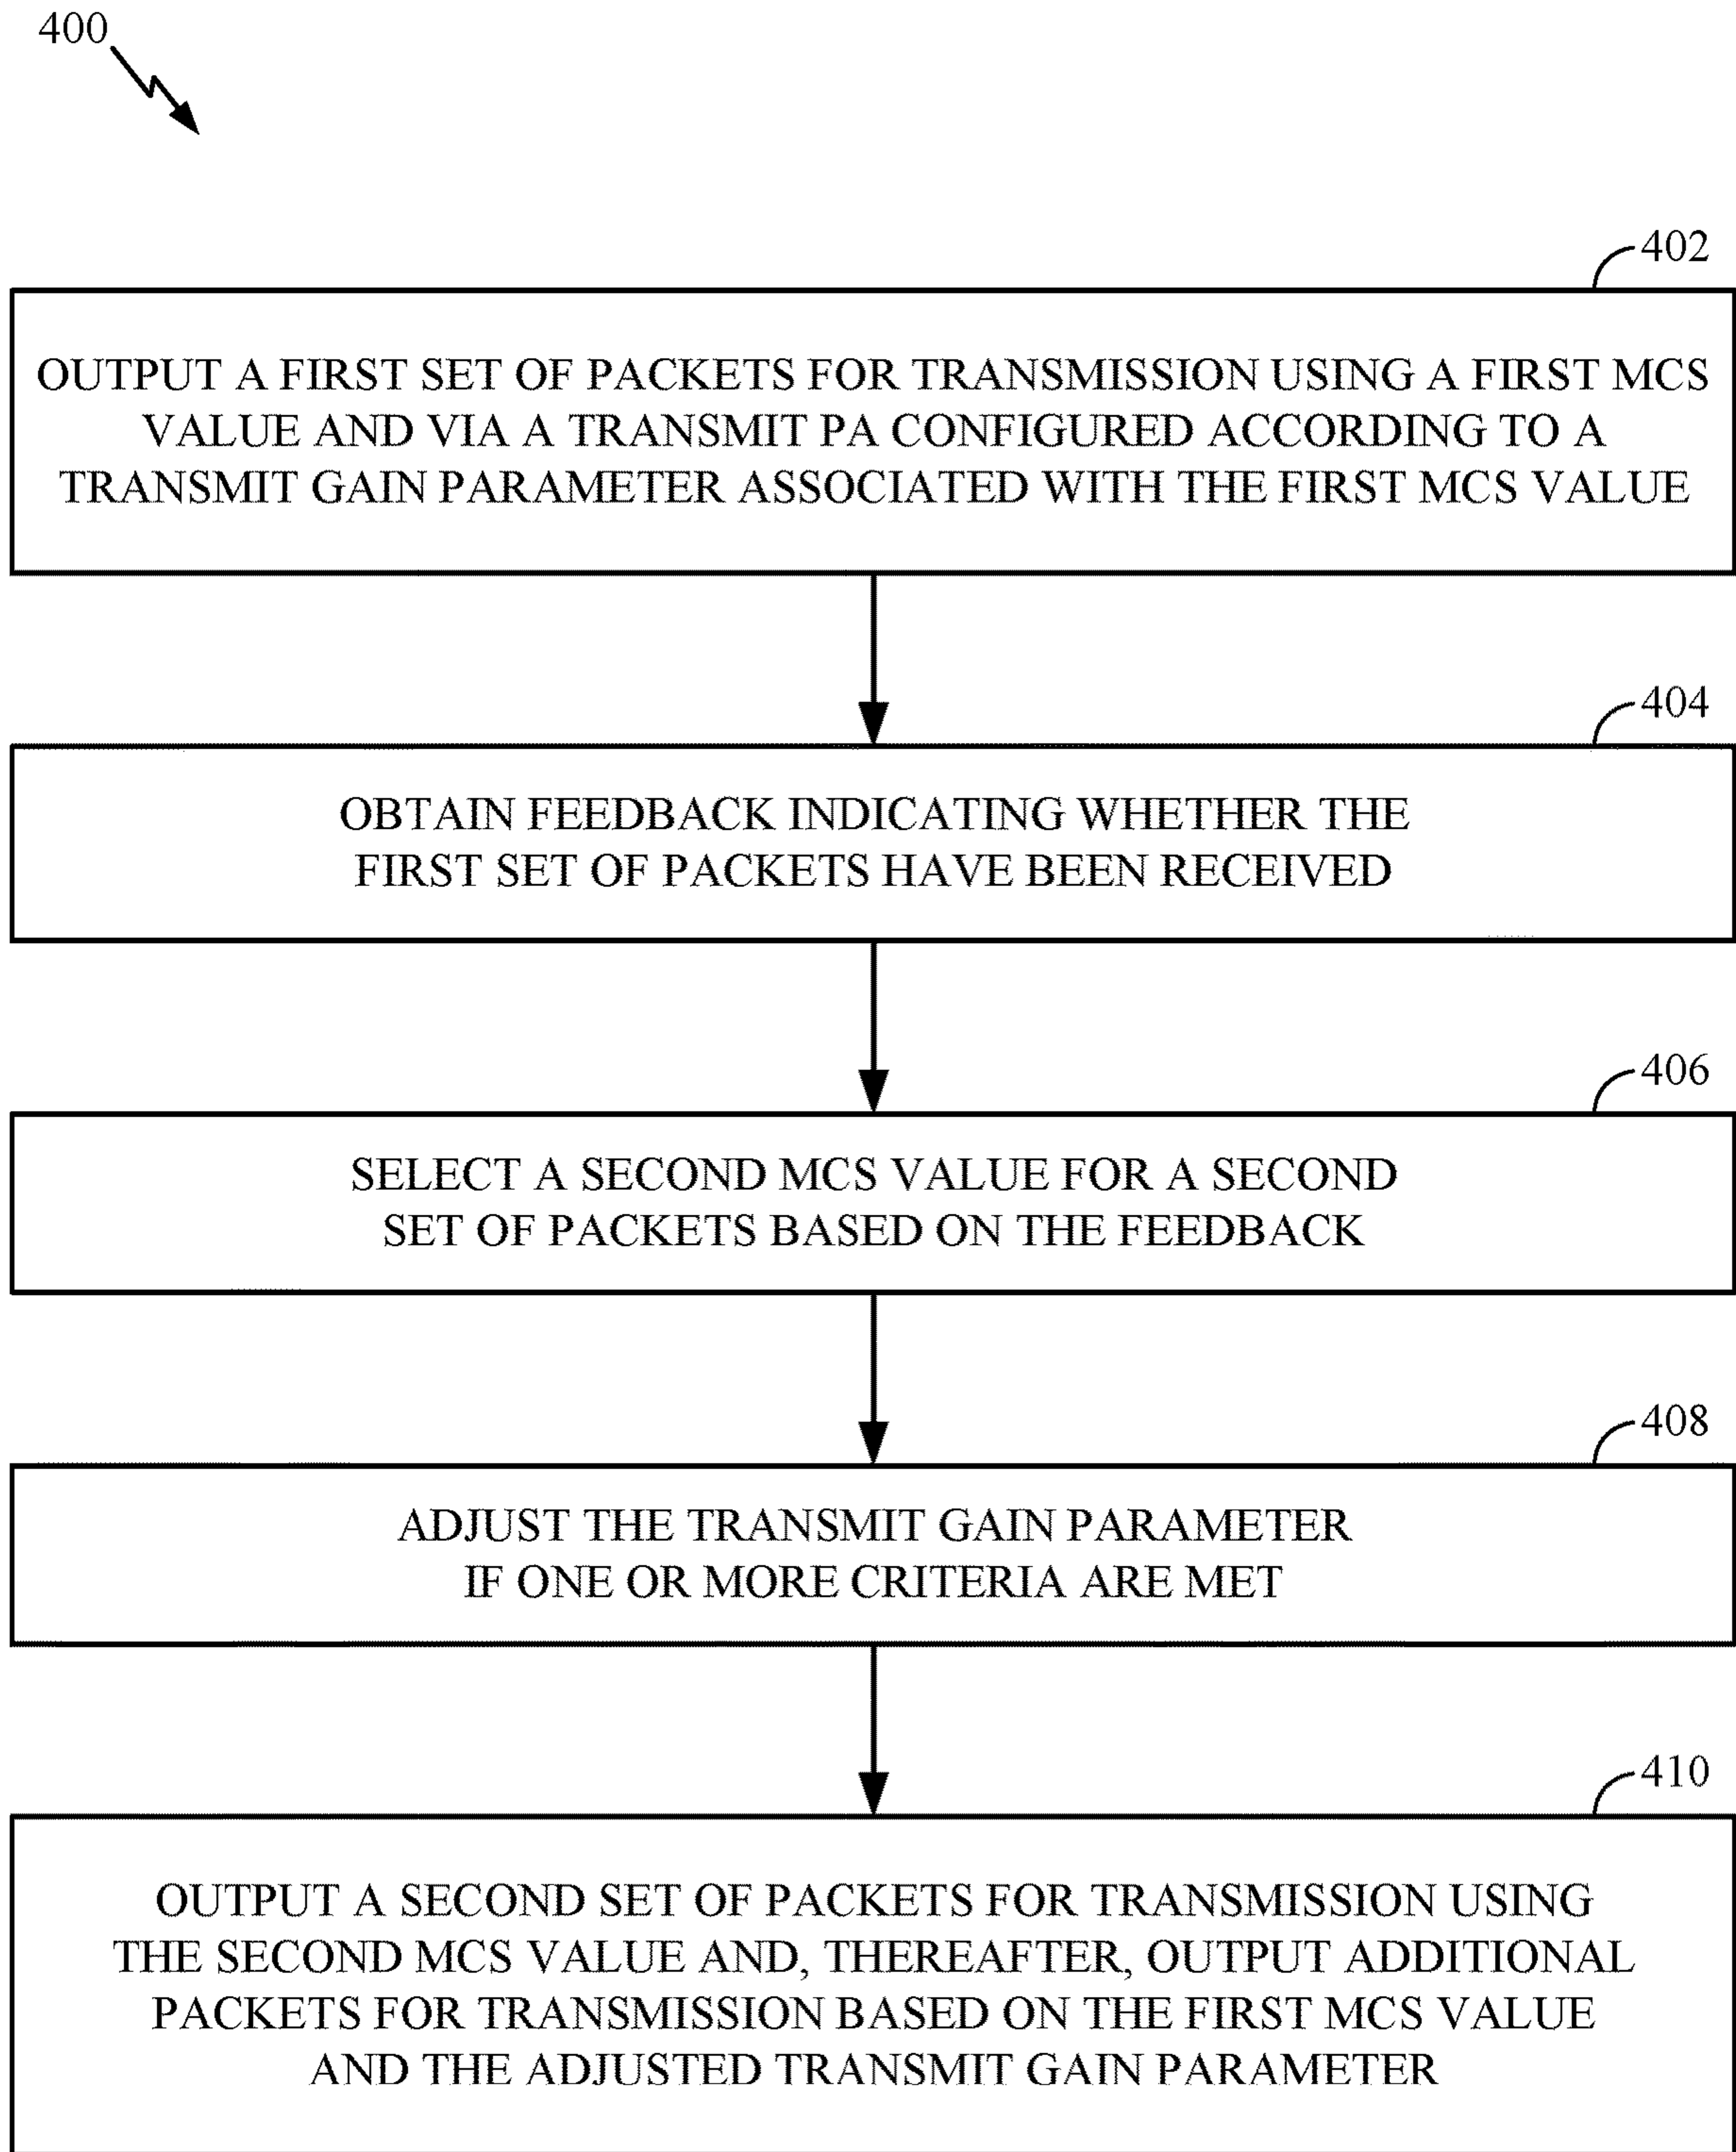 400
402
OUTPUT A FIRST SET OF PACKETS FOR TRANSMISSION USING A FIRST MCS
VALUE AND VIA A TRANSMIT PA CONFIGURED ACCORDING TO A
TRANSMIT GAIN PARAMETER ASSOCIATED WITH THE FIRST MCS VALUE
404
OBTAIN FEEDBACK INDICATING WHETHER THE
FIRST SET OF PACKETS HAVE BEEN RECEIVED
406
SELECT A SECOND MCS VALUE FOR A SECOND
SET OF PACKETS BASED ON THE FEEDBACK
408
ADJUST THE TRANSMIT GAIN PARAMETER
IF ONE OR MORE CRITERIA ARE MET
410
OUTPUT A SECOND SET OF PACKETS FOR TRANSMISSION USING
THE SECOND MCS VALUE AND, THEREAFTER, OUTPUT ADDITIONAL
PACKETS FOR TRANSMISSION BASED ON THE FIRST MCS VALUE
AND THE ADJUSTED TRANSMIT GAIN PARAMETER